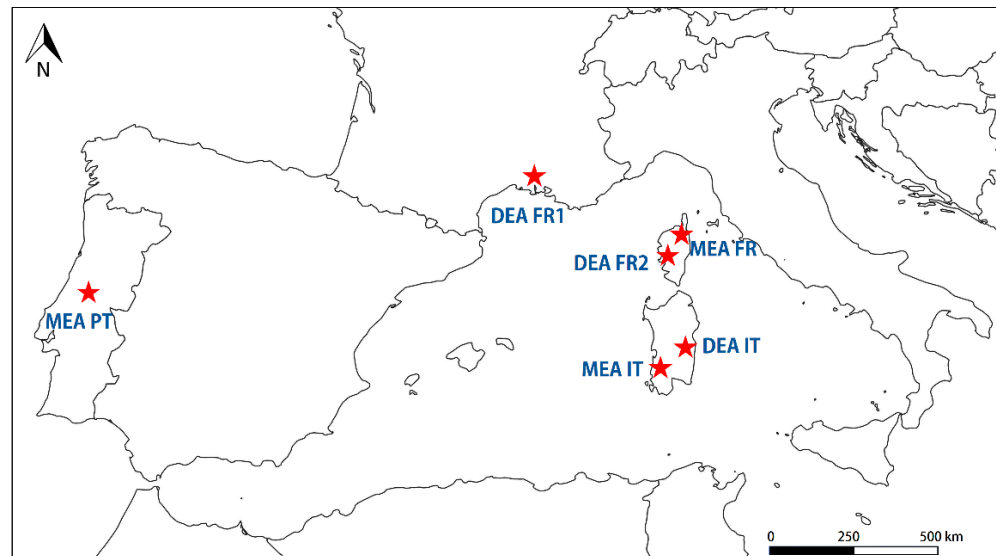 N
DEA FR1
MEA FR
DEA FR2
MEA PT
DEA IT
MEA IT
0 250 500 km